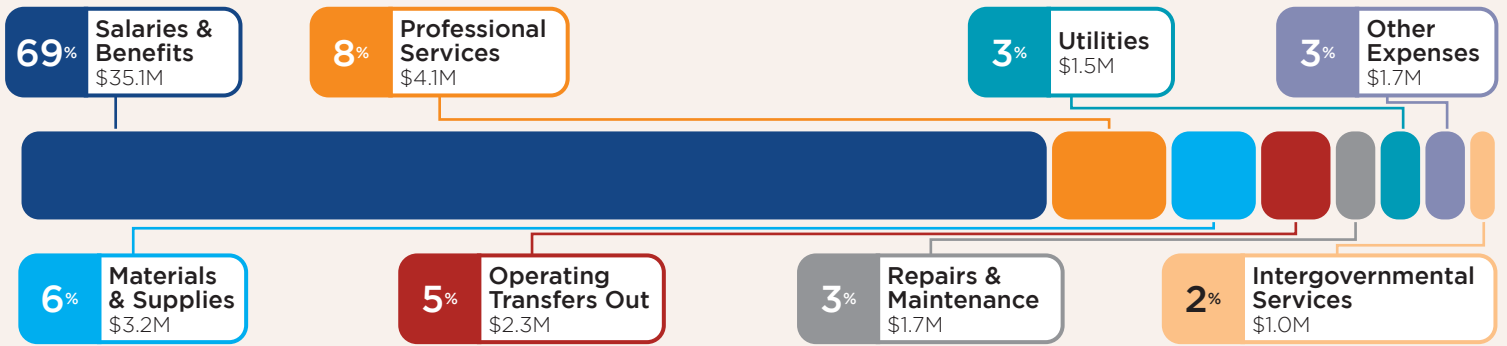 69%
Salaries &
Benefits
$35.1M
8%
Professional
Services
$4.1M
3%
Utilities
$1.5M
3%
Other
Expenses
$1.7M
6%
Materials
& Supplies
$3.2M
5%
Operating
Transfers Out
$2.3M
3%
Repairs &
Maintenance
$1.7M
2%
Intergovernmental
Services
$1.0M